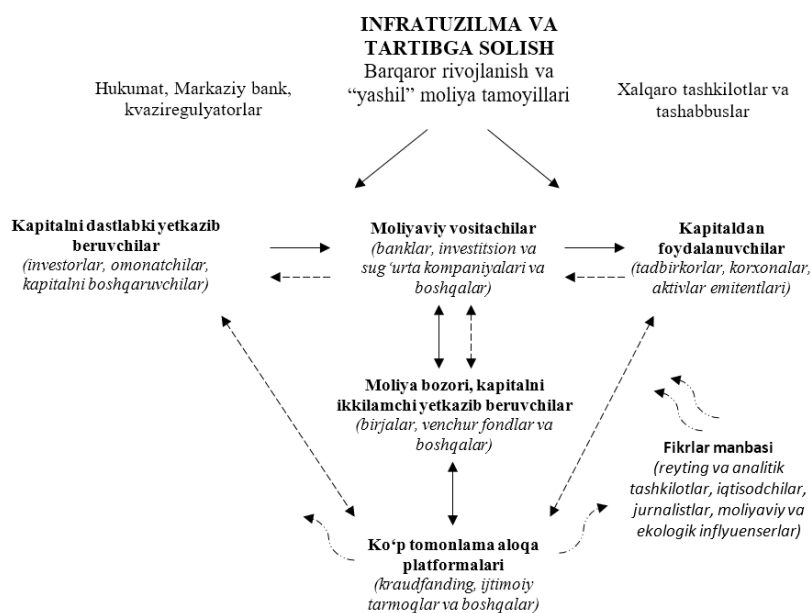 INFRATUZILMA VA
TARTIBGA SOLISH
Barqaror rivojlanish va
“yashil” moliya tamoyillari
Hukumat, Markaziy bank,
kvaziregulyatorlar
Xalqaro tashkilotlar va
tashabbuslar
Kapitalni dastlabki yetkazib
beruvchilar
(investorlar, omonatchilar,
kapitalni boshqaruvchilar)
Moliyaviy vositachilar
(banklar, investitsion va
sug‘urta kompaniyalari va
boshqalar)
Kapitaldan
foydalanuvchilar
(tadbirkorlar, korxonalar,
aktivlar emitentlari)
Moliya bozori, kapitalni
ikkilamchi yetkazib beruvchilar
(birjalar, venchur fondlar va
boshqalar)
Fikrlar manbasi
(reyting va analitik
tashkilotlar, iqtisodchilar,
jurnalistlar, moliyaviy va
ekologik inflyuenserlar)
Ko‘p tomonlama aloqa
platformalari
(kraudfanding, ijtimoiy
tarmoqlar va boshqalar)